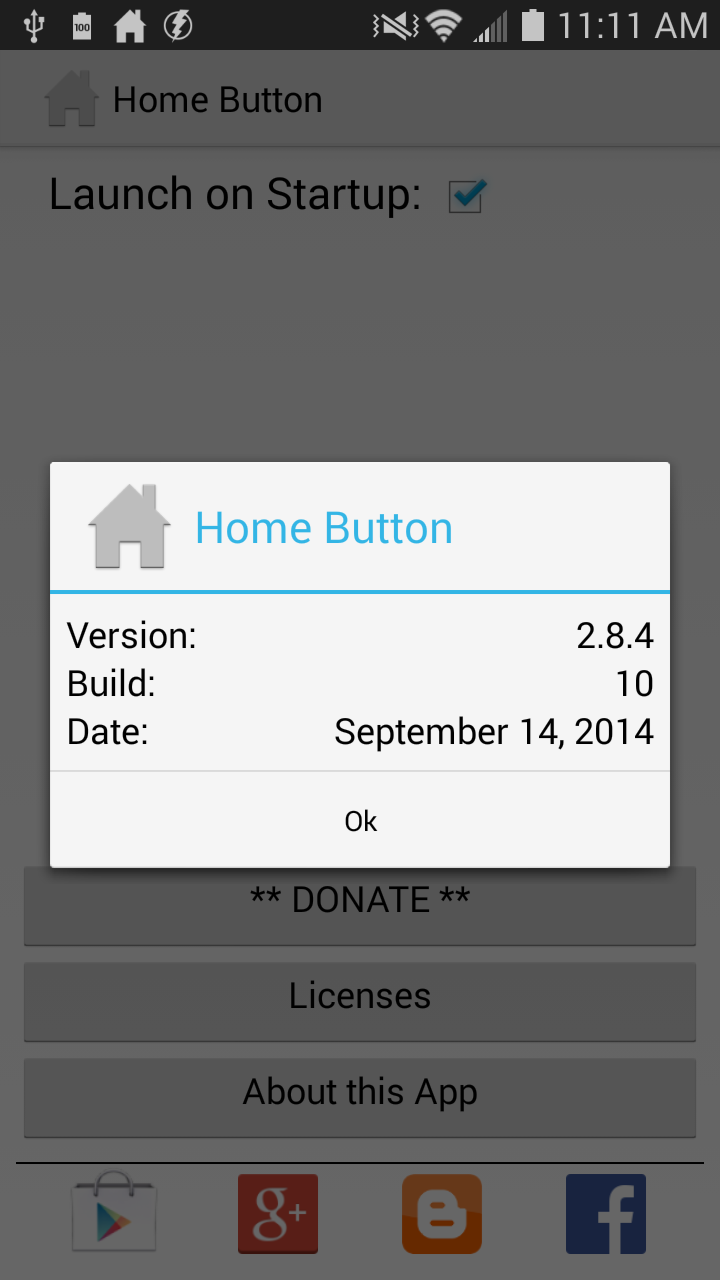 100
11:11 AM
Home Button
Launch on Startup:
Home Button
Version: 2.8.4
Build: 10
Date: September 14, 2014
Ok
** DONATE **
Licenses
About this App
g+
B
f